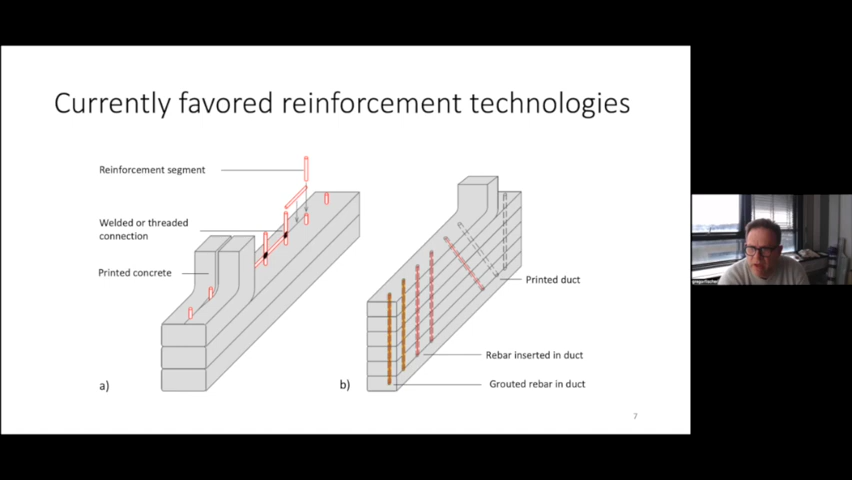 Currently favored reinforcement technologies
Reinforcement segment
Welded or threaded
connection
Printed concrete
a)
Printed duct
Rebar inserted in duct
b)
Grouted rebar in duct
7